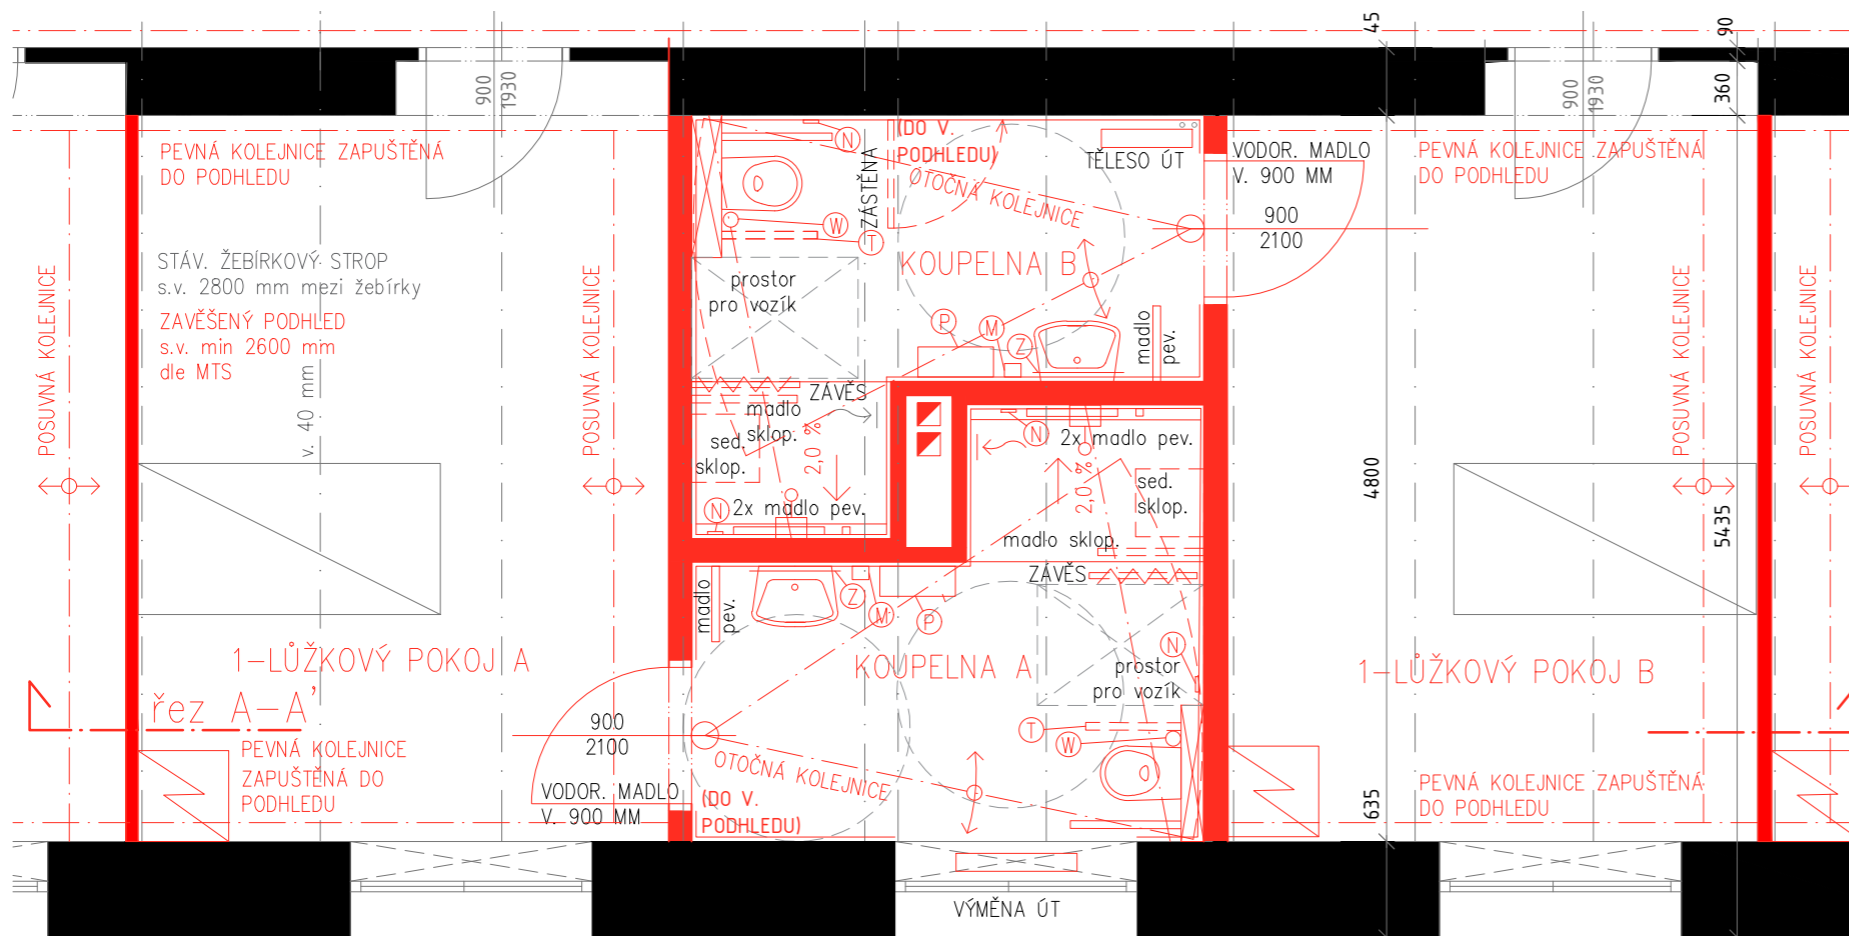 45
90
900
1930
900
1930
360
PEVNÁ KOLEJNICE ZAPUŠTĚNÁ
DO PODHLEDU
N
(DO V.
PODHLEDU)
ZÁSTĚNA
OTOČNÁ KOLEJNICE
TĚLESO ÚT
VODOR. MADLO
V. 900 MM
900
2100
PEVNÁ KOLEJNICE ZAPUŠTĚNÁ
DO PODHLEDU
W
T
STÁV. ŽEBÍRKOVÝ STROP
s.v. 2800 mm mezi žebírky
ZAVĚŠENÝ PODHLED
s.v. min 2600 mm
dle MTS
v. 40 mm
POSUVNÁ KOLEJNICE
POSUVNÁ KOLEJNICE
KOUPELNA B
prostor
pro vozík
P
M
Z
madlo
pev.
POSUVNÁ KOLEJNICE
POSUVNÁ KOLEJNICE
ZÁVĚS
madlo
sklop.
sed.
sklop.
2,0 %
N
2x madlo pev.
N
2x madlo pev.
2,0 %
sed.
sklop.
madlo sklop.
ZÁVĚS
4800
5435
madlo
pev.
Z
M
P
1-LŮŽKOVÝ POKOJ A
KOUPELNA A
N
prostor
pro vozík
1-LŮŽKOVÝ POKOJ B
řez A-A'
900
2100
T
W
PEVNÁ KOLEJNICE
ZAPUŠTĚNÁ DO
PODHLEDU
OTOČNÁ KOLEJNICE
VODOR. MADLO
V. 900 MM
(DO V.
PODHLEDU)
635
PEVNÁ KOLEJNICE ZAPUŠTĚNÁ
DO PODHLEDU
VÝMĚNA ÚT